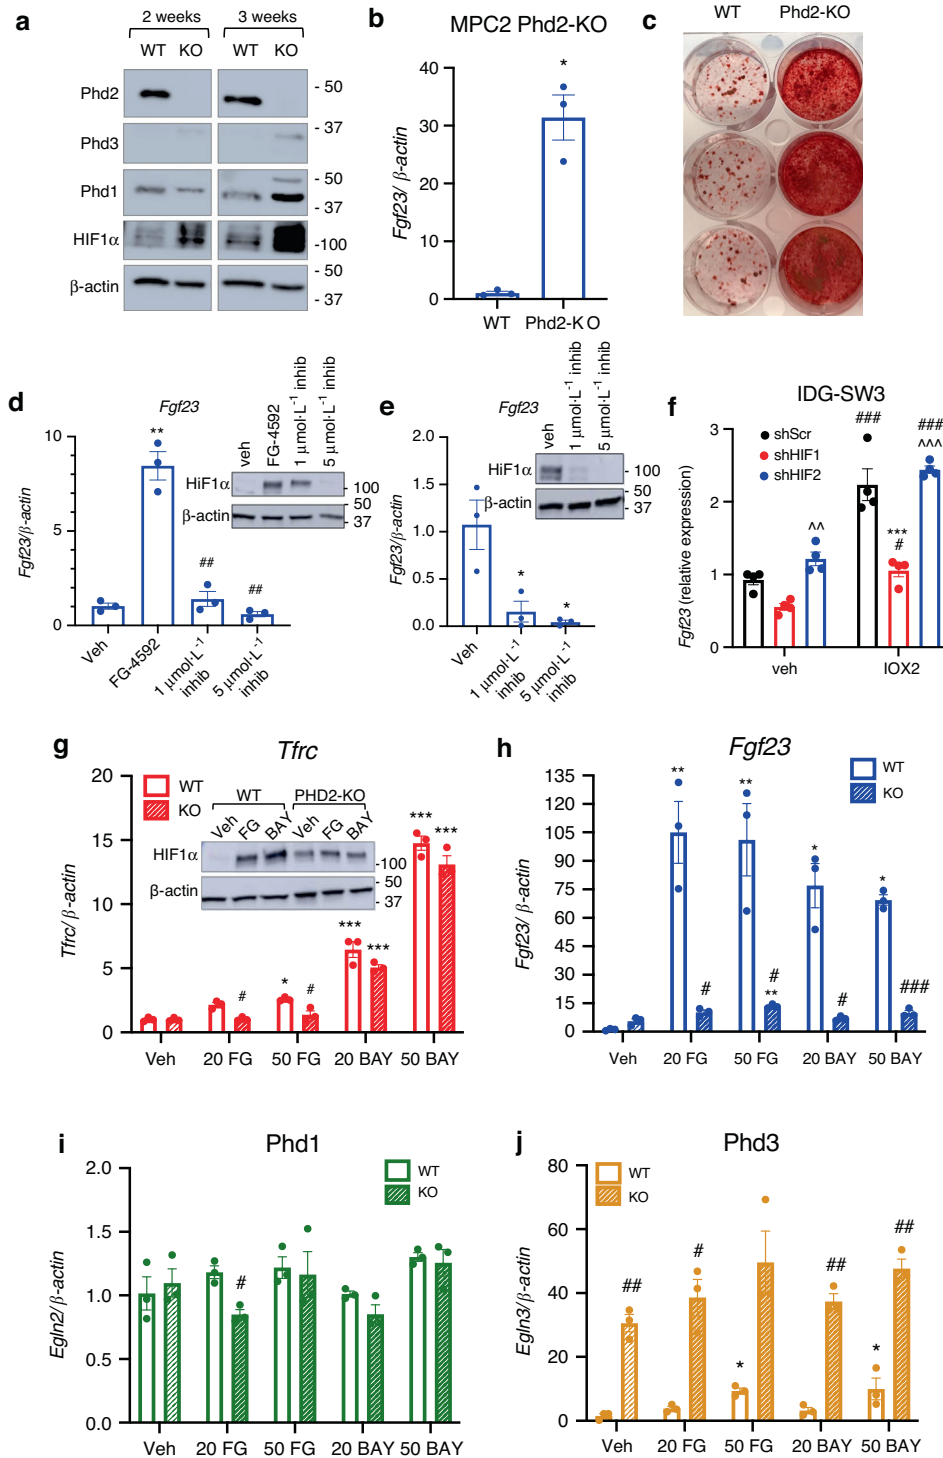 a
2 weeks 3 weeks
WT KO WT KO
Phd2
- 50
- 37
Phd3
Phd1
- 50
- 37
HIF1α
-100
β-actin
- 50
- 37
b
MPC2 Phd2-KO
Fgf23/ β-actin
40
30
20
10
0
*
WT Phd2-KO
c
WT Phd2-KO
d
Fgf23
Fgf23/β-actin
10
5
0
**
##
##
Veh
FG-4592
1 μmol·L-1 inhib
5 μmol·L-1 inhib
veh
FG-4592
1 μmol·L-1 inhib
5 μmol·L-1 inhib
HiF1α
- 100
β-actin
- 50
- 37
e
Fgf23
Fgf23/β-actin
2.0
1.5
1.0
0.5
0.0
*
*
Veh
1 μmol·L-1 inhib
5 μmol·L-1 inhib
veh
1 μmol·L-1 inhib
5 μmol·L-1 inhib
HiF1α
- 100
β-actin
- 50
- 37
f
IDG-SW3
shScr
shHIF1
shHIF2
Fgf23 (relative expression)
3
2
1
0
^^
###
***
#
###
^^^
veh IOX2
g
Tfrc
WT
KO
Tfrc/ β-actin
20
15
10
5
0
WT PHD2-KO
Veh FG BAY Veh FG BAY
HIF1α
-100
β-actin
- 50
- 37
#
*
#
***
***
***
***
Veh 20 FG 50 FG 20 BAY 50 BAY
h
Fgf23
WT
KO
Fgf23/ β-actin
135
120
105
90
75
60
45
30
15
0
**
#
**
#
**
*
#
*
###
Veh 20 FG 50 FG 20 BAY 50 BAY
i
Phd1
WT
KO
Egln2/β-actin
2.0
1.5
1.0
0.5
0.0
#
Veh 20 FG 50 FG 20 BAY 50 BAY
j
Phd3
WT
KO
Egln3/β-actin
80
60
40
20
0
##
#
*
##
*
##
Veh 20 FG 50 FG 20 BAY 50 BAY